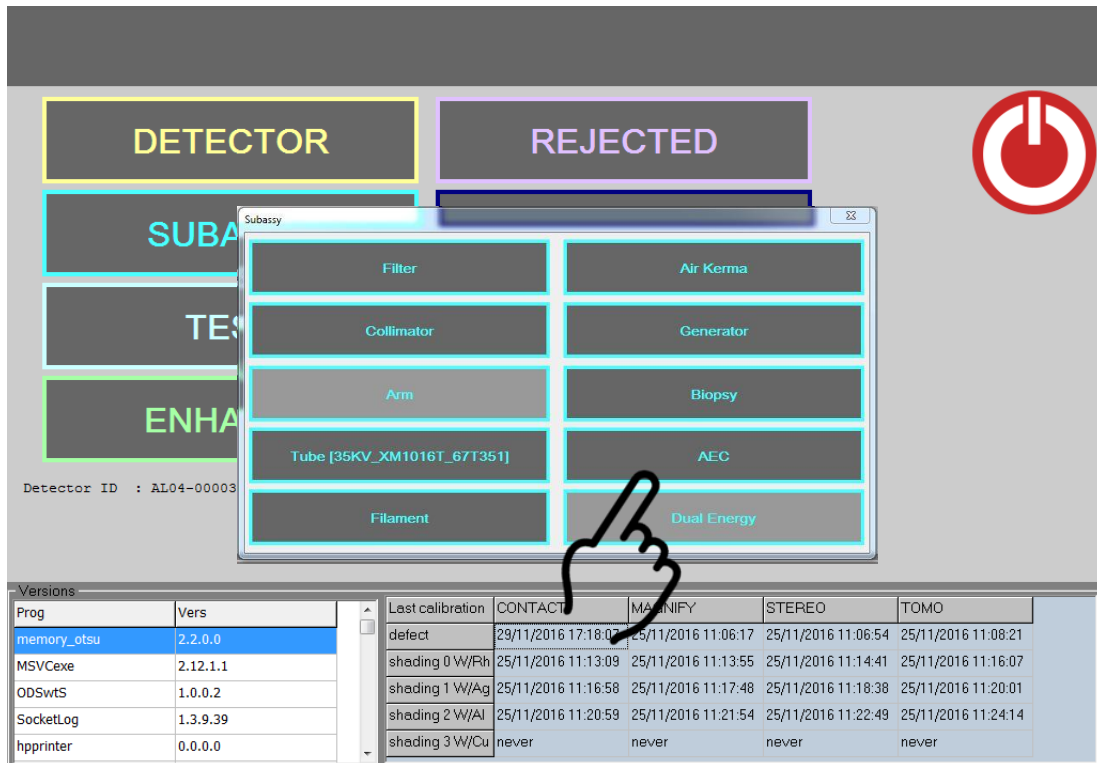 DETECTOR
REJECTED
SUBA
Subassy
Filter
Air Kerma
Collimator
Generator
TES
Arm
Biopsy
ENHA
Tube [35KV_XM1016T_67T351]
AEC
Detector ID : AL04-00003
Filament
Dual Energy
Versions
Prog Vers
memory_otsu 2.2.0.0
MSVCexe 2.12.1.1
ODSwtS 1.0.0.2
SocketLog 1.3.9.39
hpprinter 0.0.0.0
Last calibration CONTACT MAGNIFY STEREO TOMO
defect 29/11/2016 17:18:07 25/11/2016 11:06:17 25/11/2016 11:06:54 25/11/2016 11:08:21
shading 0 W/Rh 25/11/2016 11:13:09 25/11/2016 11:13:55 25/11/2016 11:14:41 25/11/2016 11:16:07
shading 1 W/Ag 25/11/2016 11:16:58 25/11/2016 11:17:48 25/11/2016 11:18:38 25/11/2016 11:20:01
shading 2 W/Al 25/11/2016 11:20:59 25/11/2016 11:21:54 25/11/2016 11:22:49 25/11/2016 11:24:14
shading 3 W/Cu never never never never